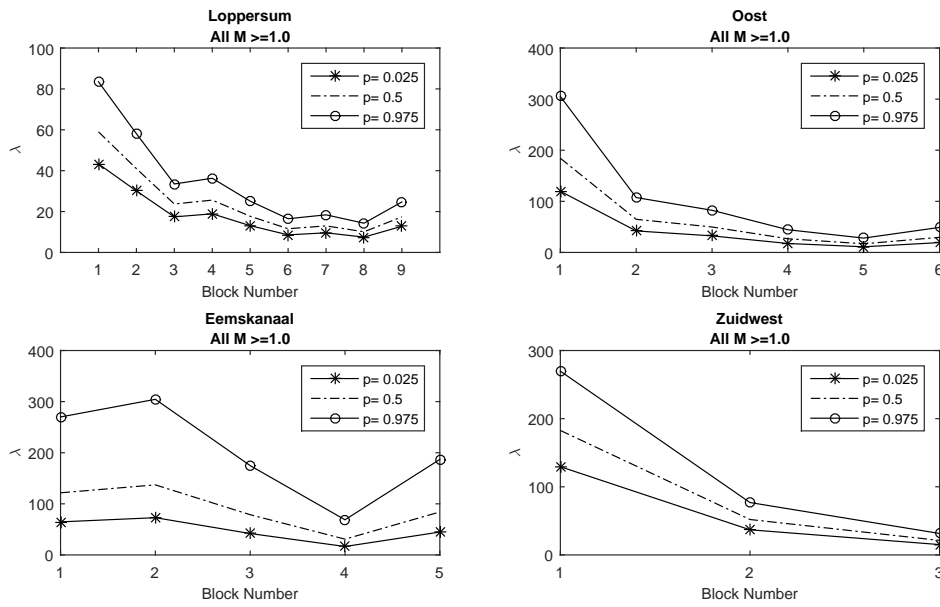 Loppersum
All M >=1.0
100
80
60
40
20
0
λ
1 2 3 4 5 6 7 8 9
Block Number
p= 0.025
p= 0.5
p= 0.975
Oost
All M >=1.0
400
300
200
100
0
λ
1 2 3 4 5 6
Block Number
p= 0.025
p= 0.5
p= 0.975
Eemskanaal
All M >=1.0
400
300
200
100
0
λ
1 2 3 4 5
Block Number
p= 0.025
p= 0.5
p= 0.975
Zuidwest
All M >=1.0
300
200
100
0
λ
1 2 3
Block Number
p= 0.025
p= 0.5
p= 0.975